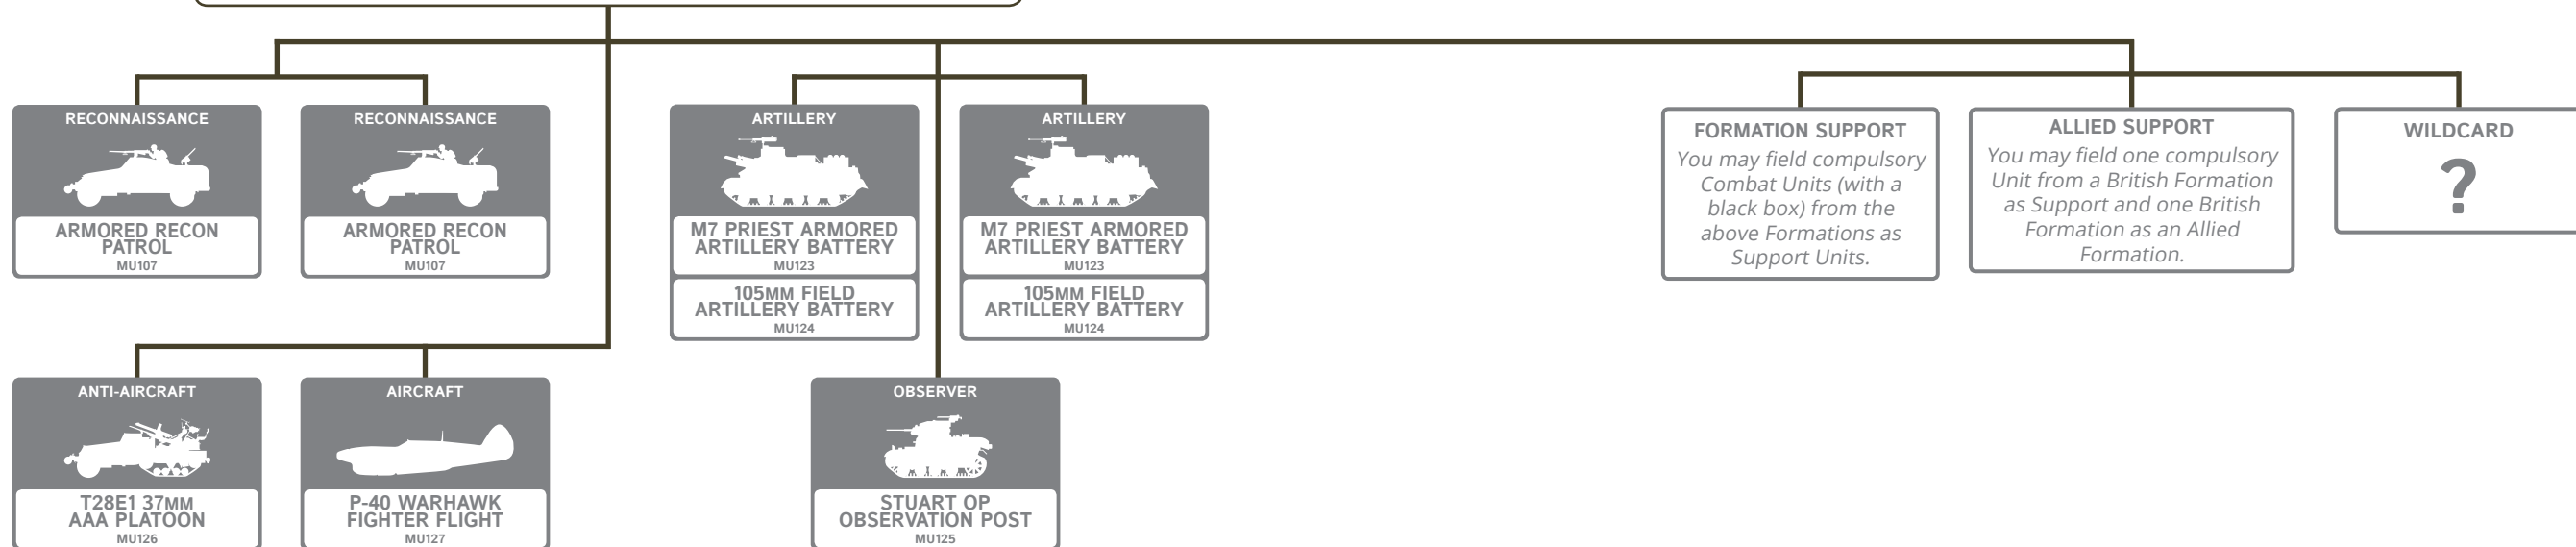 RECONNAISSANCE
ARMORED RECON
PATROL
MU107
RECONNAISSANCE
ARMORED RECON
PATROL
MU107
ARTILLERY
M7 PRIEST ARMORED
ARTILLERY BATTERY
MU123
105MM FIELD
ARTILLERY BATTERY
MU124
ARTILLERY
M7 PRIEST ARMORED
ARTILLERY BATTERY
MU123
105MM FIELD
ARTILLERY BATTERY
MU124
FORMATION SUPPORT
You may field compulsory
Combat Units (with a
black box) from the
above Formations as
Support Units.
ALLIED SUPPORT
You may field one compulsory
Unit from a British Formation
as Support and one British
Formation as an Allied
Formation.
WILDCARD
?
ANTI-AIRCRAFT
T28E1 37MM
AAA PLATOON
MU126
AIRCRAFT
P-40 WARHAWK
FIGHTER FLIGHT
MU127
OBSERVER
STUART OP
OBSERVATION POST
MU125